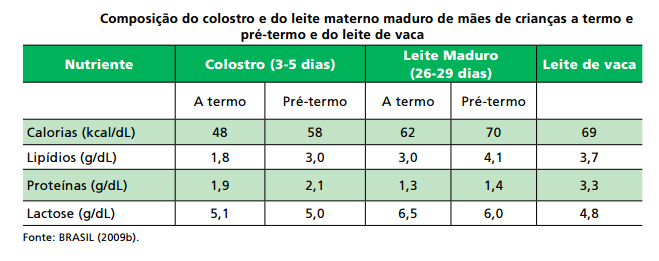 Composição do colostro e do leite materno maduro de mães de crianças a termo e
pré-termo e do leite de vaca
Nutriente Colostro (3-5 dias) Leite Maduro (26-29 dias) Leite de vaca
A termo Pré-termo A termo Pré-termo
Calorias (kcal/dL) 48 58 62 70 69
Lipídios (g/dL) 1,8 3,0 3,0 4,1 3,7
Proteínas (g/dL) 1,9 2,1 1,3 1,4 3,3
Lactose (g/dL) 5,1 5,0 6,5 6,0 4,8
Fonte: BRASIL (2009b).